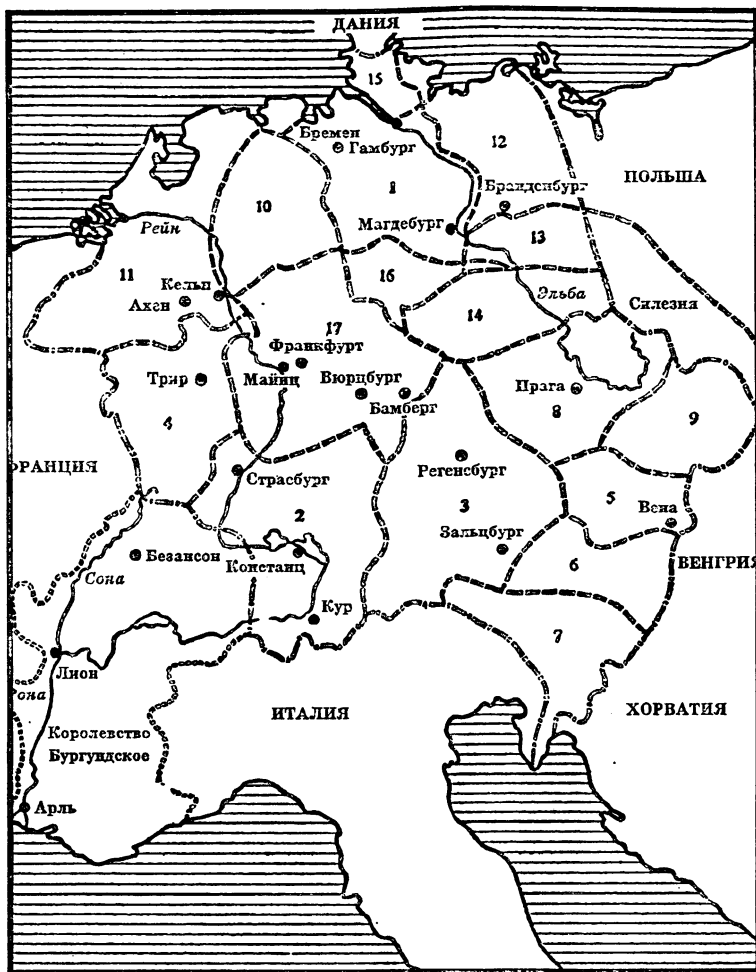 ДАНИЯ
15
Бремен
Гамбург
12
1
Бранденбург
ПОЛЬША
10
Магдебург
Рейн
13
11
Кельн
Ахен
16
Эльба
СИЛЕЗИЯ
14
17
Франкфурт
Майнц
Трир
Вюрцбург
Бамберг
Прага
8
4
9
ФРАНЦИЯ
Страсбург
Регенсбург
3
5
Вена
2
Зальцбург
Безансон
Констанц
6
ВЕНГРИЯ
Сона
Кур
7
Лион
Рона
ИТАЛИЯ
ХОРВАТИЯ
Королевство
Бургундское
Арль